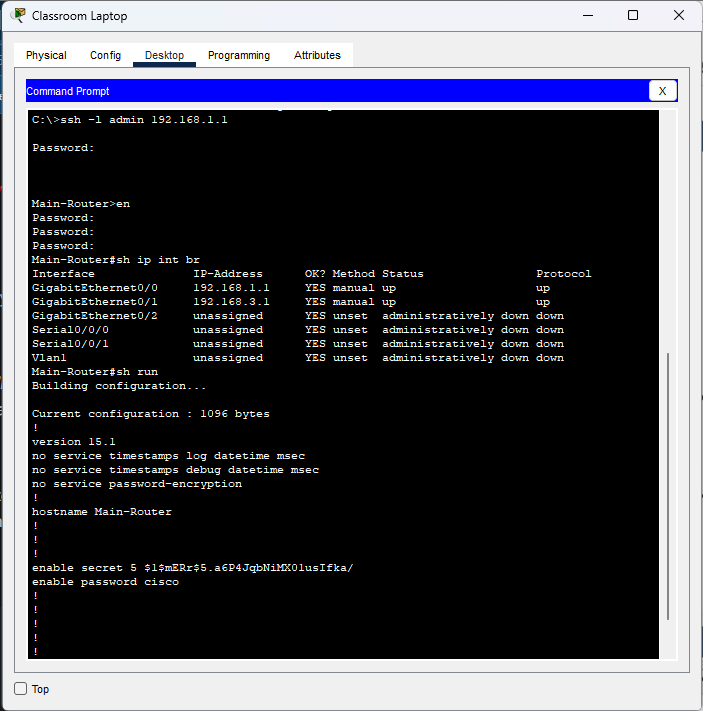 Classroom Laptop
Physical Config Desktop Programming Attributes
Command Prompt X
C:\>ssh -l admin 192.168.1.1
Password:
Main-Router>en
Password:
Password:
Password:
Main-Router#sh ip int br
Interface IP-Address OK? Method Status Protocol
GigabitEthernet0/0 192.168.1.1 YES manual up up
GigabitEthernet0/1 192.168.3.1 YES manual up up
GigabitEthernet0/2 unassigned YES unset administratively down down
Serial0/0/0 unassigned YES unset administratively down down
Serial0/0/1 unassigned YES unset administratively down down
Vlan1 unassigned YES unset administratively down down
Main-Router#sh run
Building configuration...
Current configuration : 1096 bytes
!
version 15.1
no service timestamps log datetime msec
no service timestamps debug datetime msec
no service password-encryption
!
hostname Main-Router
!
!
!
enable secret 5 $1$mERr$5.a6P4JqbNiMX0lusIfka/
enable password cisco
!
!
!
!
!
Top